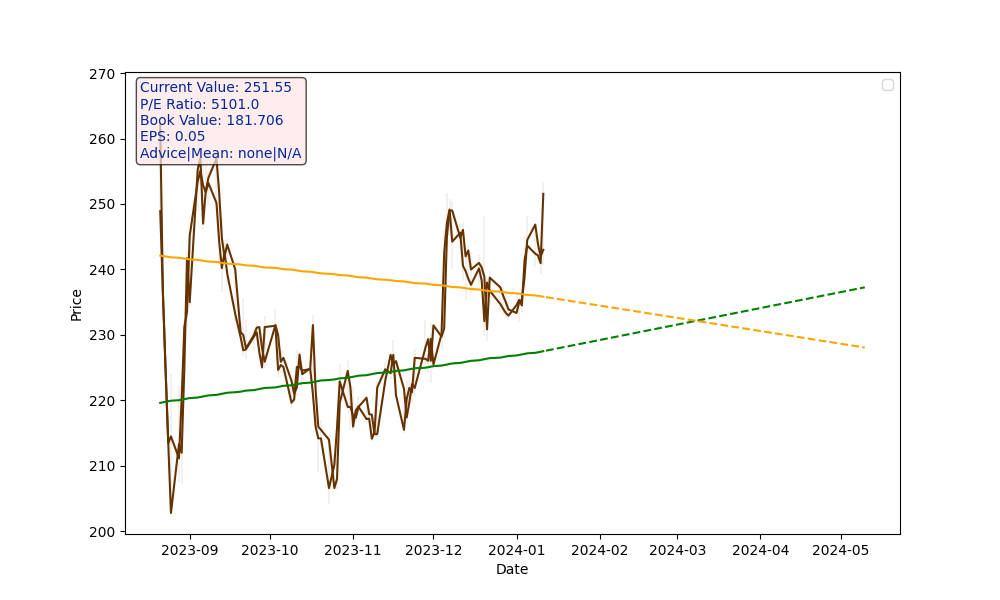 Current Value: 251.55
P/E Ratio: 5101.0
Book Value: 181.706
EPS: 0.05
Advice|Mean: none|N/A
Price
270
260
250
240
230
220
210
200
2023-09 2023-10 2023-11 2023-12 2024-01 2024-02 2024-03 2024-04 2024-05
Date